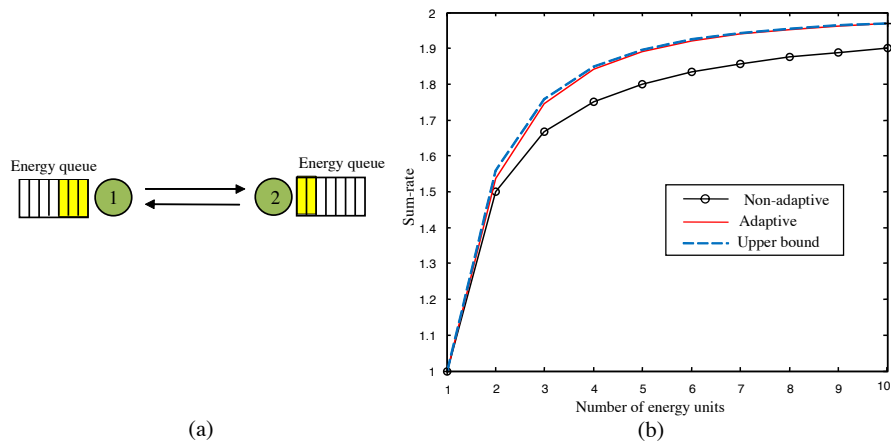 Energy queue
Energy queue
1
2
(a)
2
1.9
1.8
1.7
1.6
1.5
1.4
1.3
1.2
1.1
1
Sum-rate
Non-adaptive
Adaptive
Upper bound
1 2 3 4 5 6 7 8 9 10
Number of energy units
(b)